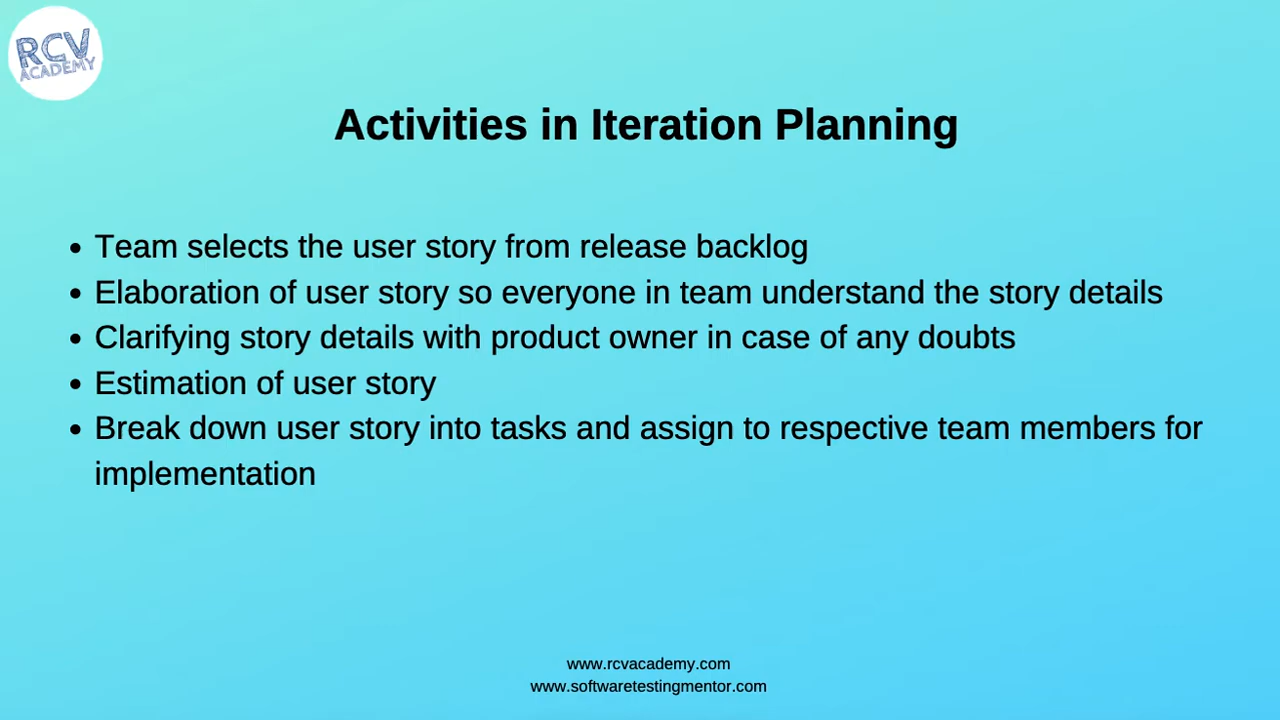 RCV
ACADEMY
Activities in Iteration Planning
• Team selects the user story from release backlog
• Elaboration of user story so everyone in team understand the story details
• Clarifying story details with product owner in case of any doubts
• Estimation of user story
• Break down user story into tasks and assign to respective team members for
implementation
www.rcvacademy.com
www.softwaretestingmentor.com